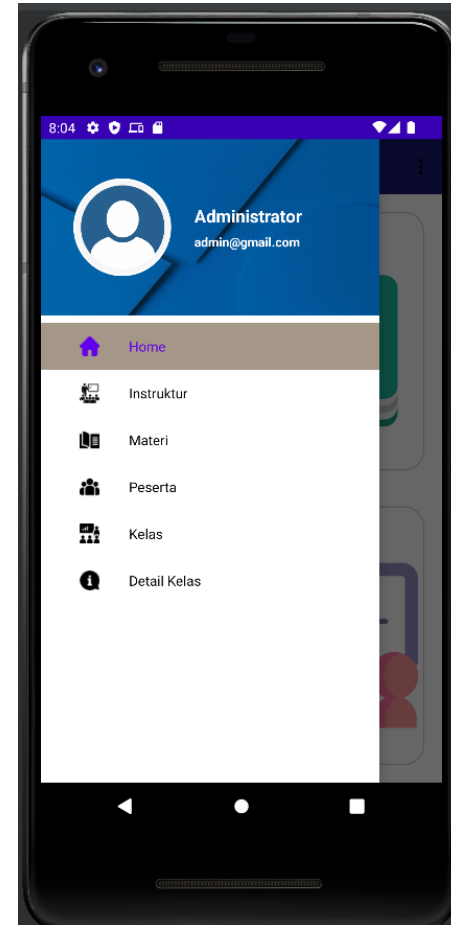 8:04
Administrator
admin@gmail.com
Home
Instruktur
Materi
Peserta
Kelas
Detail Kelas